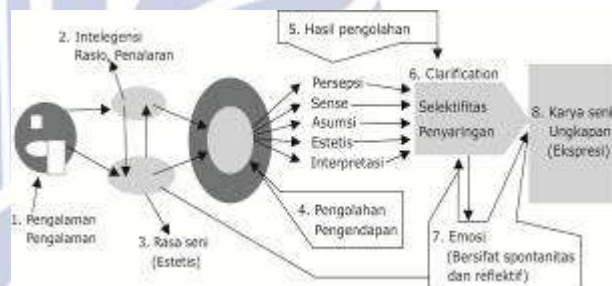 5. Hasil pengolahan
2. Intelegensi
Rasio, Penalaran
Persepsi
Sense
Asumsi
Estetis
Interpretasi
6. Clarification
Selektifitas
Penyaringan
8. Karya seni
Ungkapan
(Ekspresi)
1. Pengalaman
Pengalaman
3. Rasa seni
(Estetis)
4. Pengolahan
Pengendapan
7. Emosi
(Bersifat spontanitas
dan reflektif)